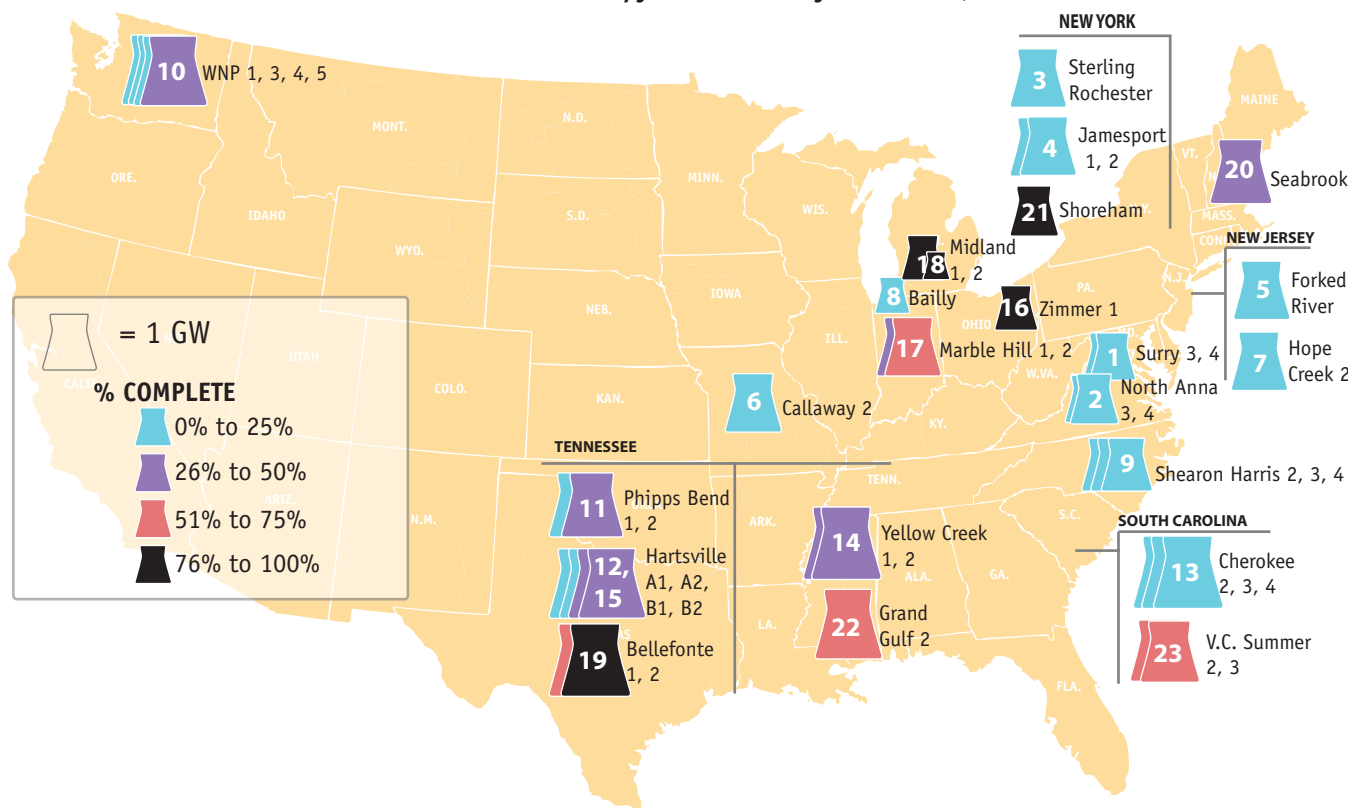 NEW YORK
3
Sterling
Rochester
4
Jamesport
1, 2
21
Shoreham
10
WNP 1, 3, 4, 5
MONT.
N.D.
MINN.
WIS.
ORE.
IDAHO
S.D.
WYO.
MAINE
VT.
20
Seabrook
MASS.
NEW JERSEY
5
Forked
River
7
Hope
Creek 2
N.J.
PA.
18
Midland
1, 2
8
Bailly
16
Zimmer 1
OHIO
17
Marble Hill 1, 2
IOWA
NEB.
ILL.
W.VA.
MD.
1
Surry 3, 4
2
North Anna
3, 4
= 1 GW
UTAH
COLO.
KAN.
KY.
6
Callaway 2
9
Shearon Harris 2, 3, 4
% COMPLETE
0% to 25%
26% to 50%
51% to 75%
76% to 100%
ARIZ.
N.M.
TENNESSEE
11
Phipps Bend
1, 2
12,
15
Hartsville
A1, A2,
B1, B2
19
Bellefonte
1, 2
ARK.
TENN.
LA.
14
Yellow Creek
1, 2
ALA.
GA.
S.C.
22
Grand
Gulf 2
FLA.
SOUTH CAROLINA
13
Cherokee
2, 3, 4
23
V.C. Summer
2, 3